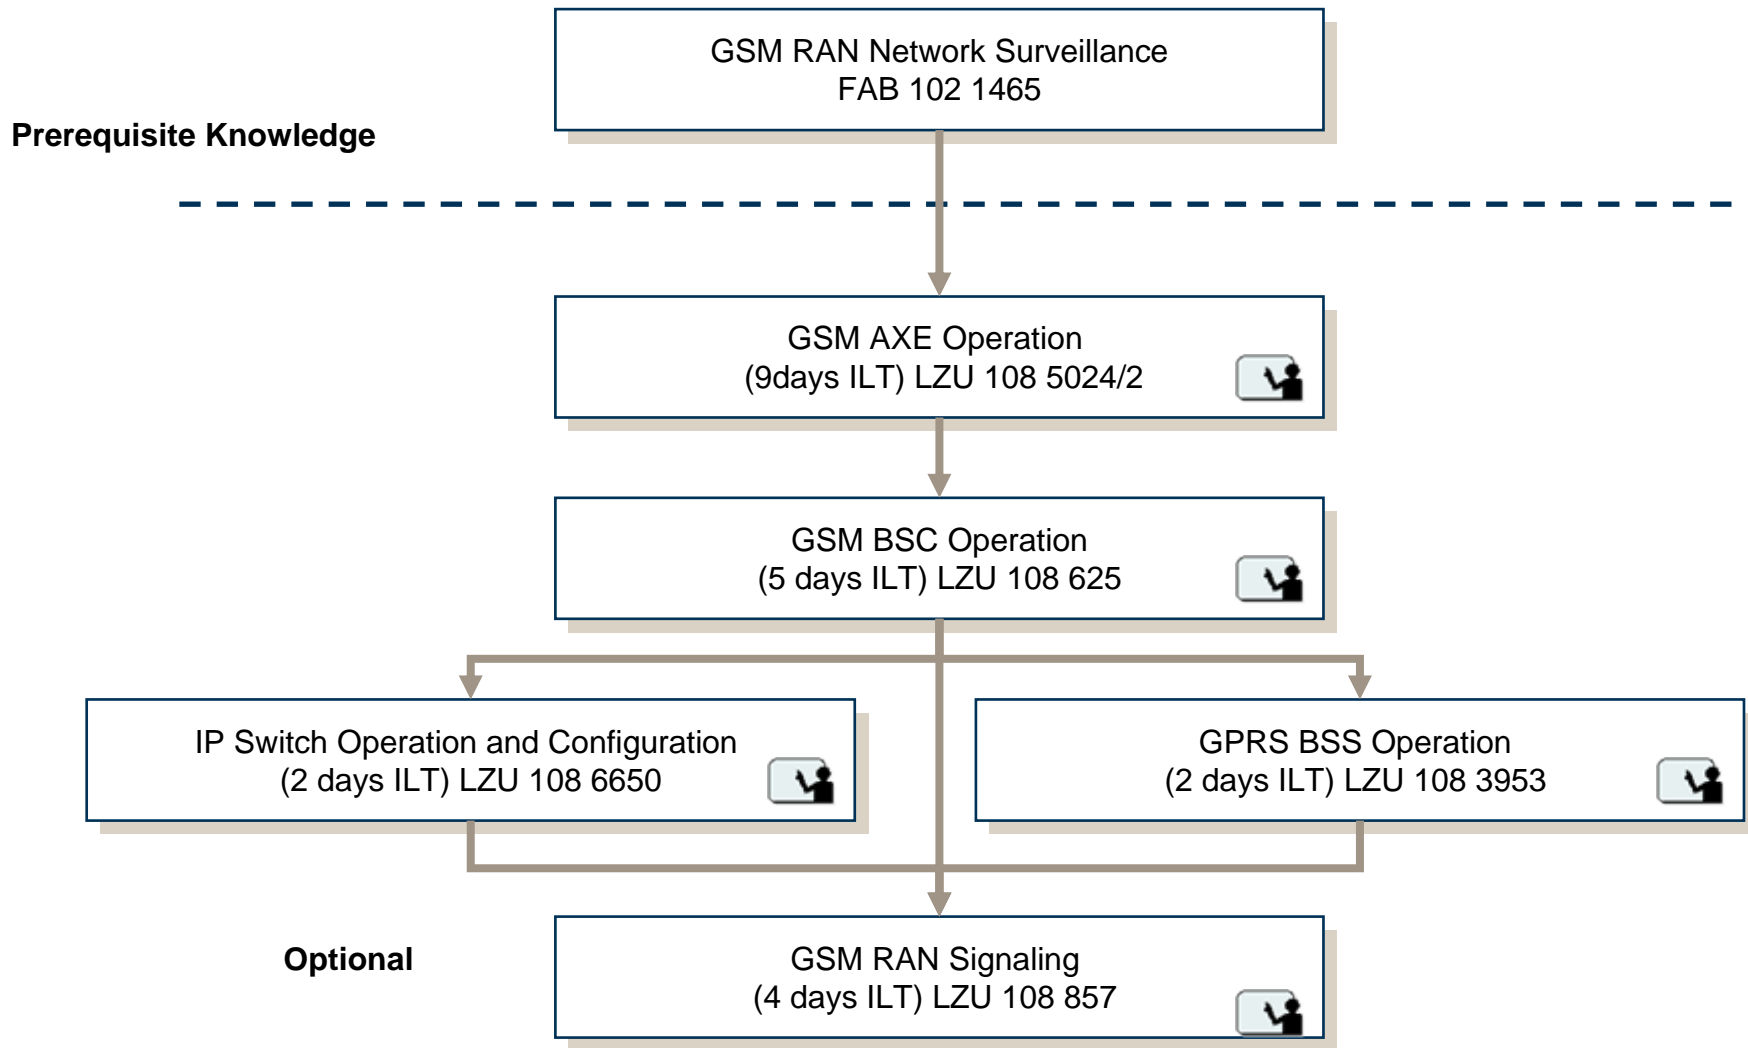 GSM RAN Network Surveillance
FAB 102 1465
Prerequisite Knowledge
GSM AXE Operation
(9days ILT) LZU 108 5024/2
GSM BSC Operation
(5 days ILT) LZU 108 625
IP Switch Operation and Configuration
(2 days ILT) LZU 108 6650
GPRS BSS Operation
(2 days ILT) LZU 108 3953
Optional
GSM RAN Signaling
(4 days ILT) LZU 108 857